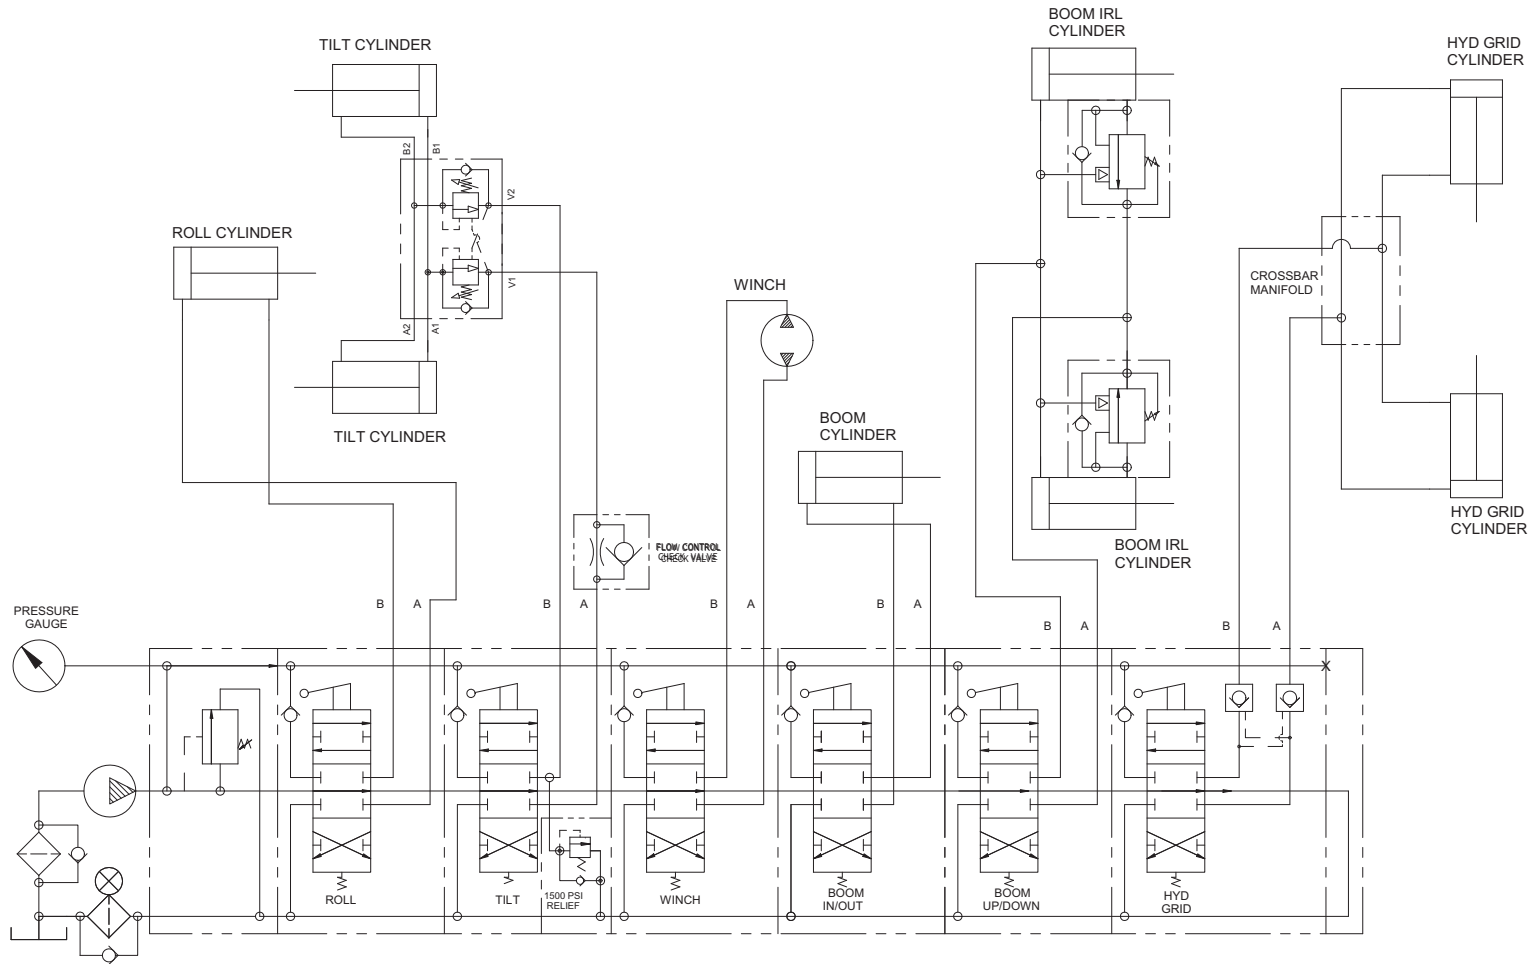 BOOM IRL
CYLINDER
TILT CYLINDER
HYD GRID
CYLINDER
B2
B1
V2
ROLL CYLINDER
CROSSBAR
MANIFOLD
V1
WINCH
A2
A1
BOOM
CYLINDER
TILT CYLINDER
HYD GRID
CYLINDER
BOOM IRL
CYLINDER
FLOW CONTROL
CHECK VALVE
PRESSURE
GAUGE
B
A
B
A
B
A
B
A
B
A
B
A
ROLL
TILT
1500 PSI
RELIEF
WINCH
BOOM
IN/OUT
BOOM
UP/DOWN
HYD
GRID